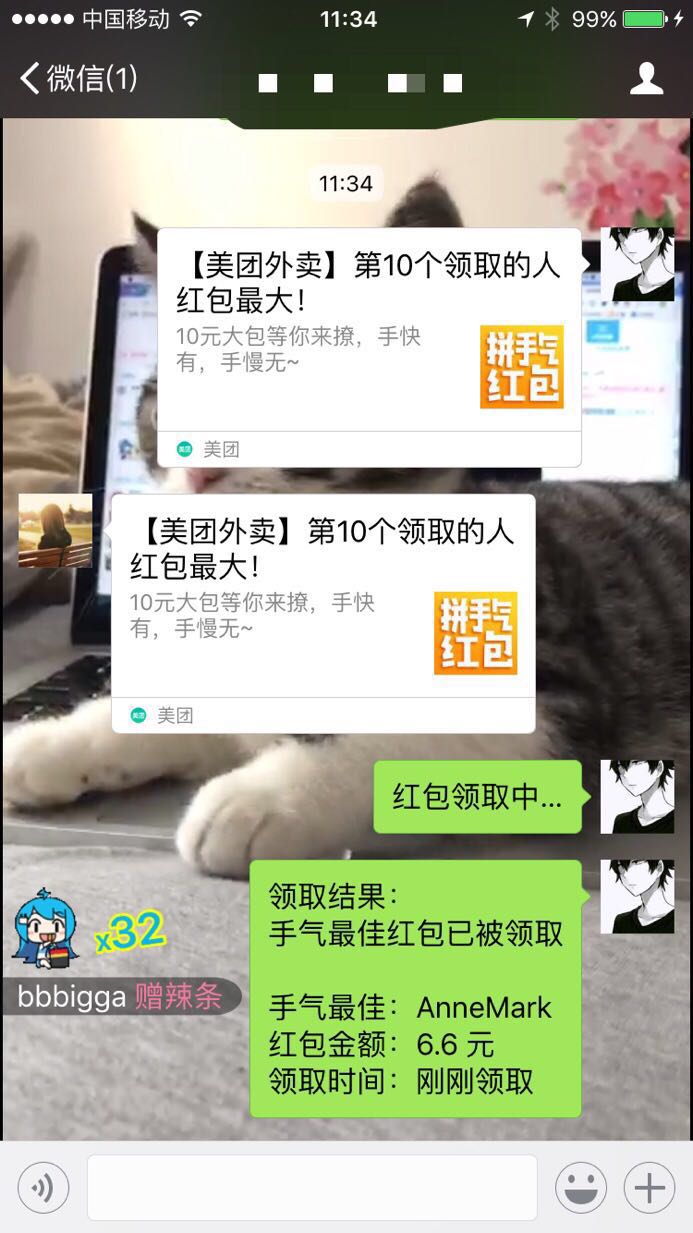 中国移动
11:34
99%
微信(1)
11:34
【美团外卖】第10个领取的人
红包最大！
10元大包等你来撩，手快
有，手慢无~
拼手气
红包
美团
美团
【美团外卖】第10个领取的人
红包最大！
10元大包等你来撩，手快
有，手慢无~
拼手气
红包
美团
美团
红包领取中...
领取结果：
手气最佳红包已被领取
手气最佳：AnneMark
红包金额：6.6 元
领取时间：刚刚领取
x32
bbbigga 赠辣条